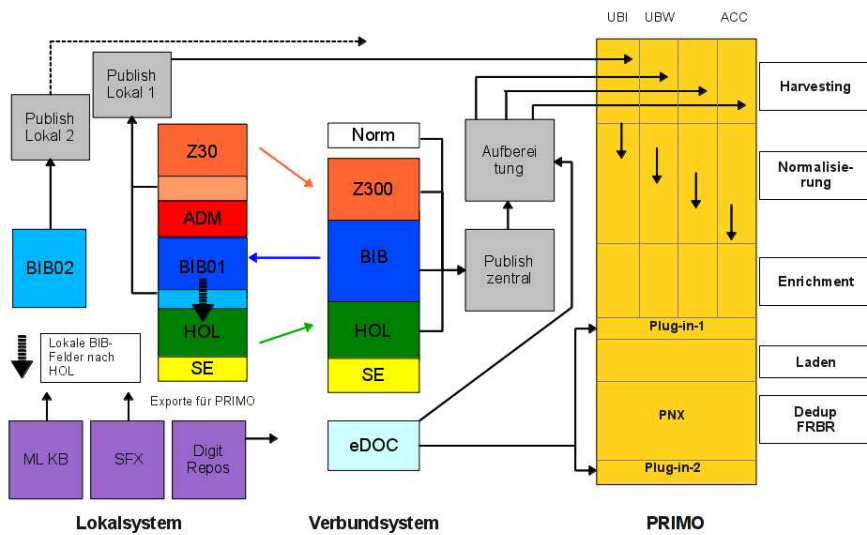 UBI
UBW
ACC
Publish
Lokal 1
Publish
Lokal 2
Harvesting
Z30
Norm
Aufberei
tung
Normalisie-
rung
Z300
ADM
BIB02
BIB01
BIB
Publish
zentral
Enrichment
HOL
HOL
Plug-in-1
Lokale BIB-
Felder nach
HOL
SE
SE
Laden
Exporte für PRIMO
PNX
Dedup
FRBR
ML KB
SFX
Digit
Repos
eDOC
Plug-in-2
Lokalsystem
Verbundsystem
PRIMO